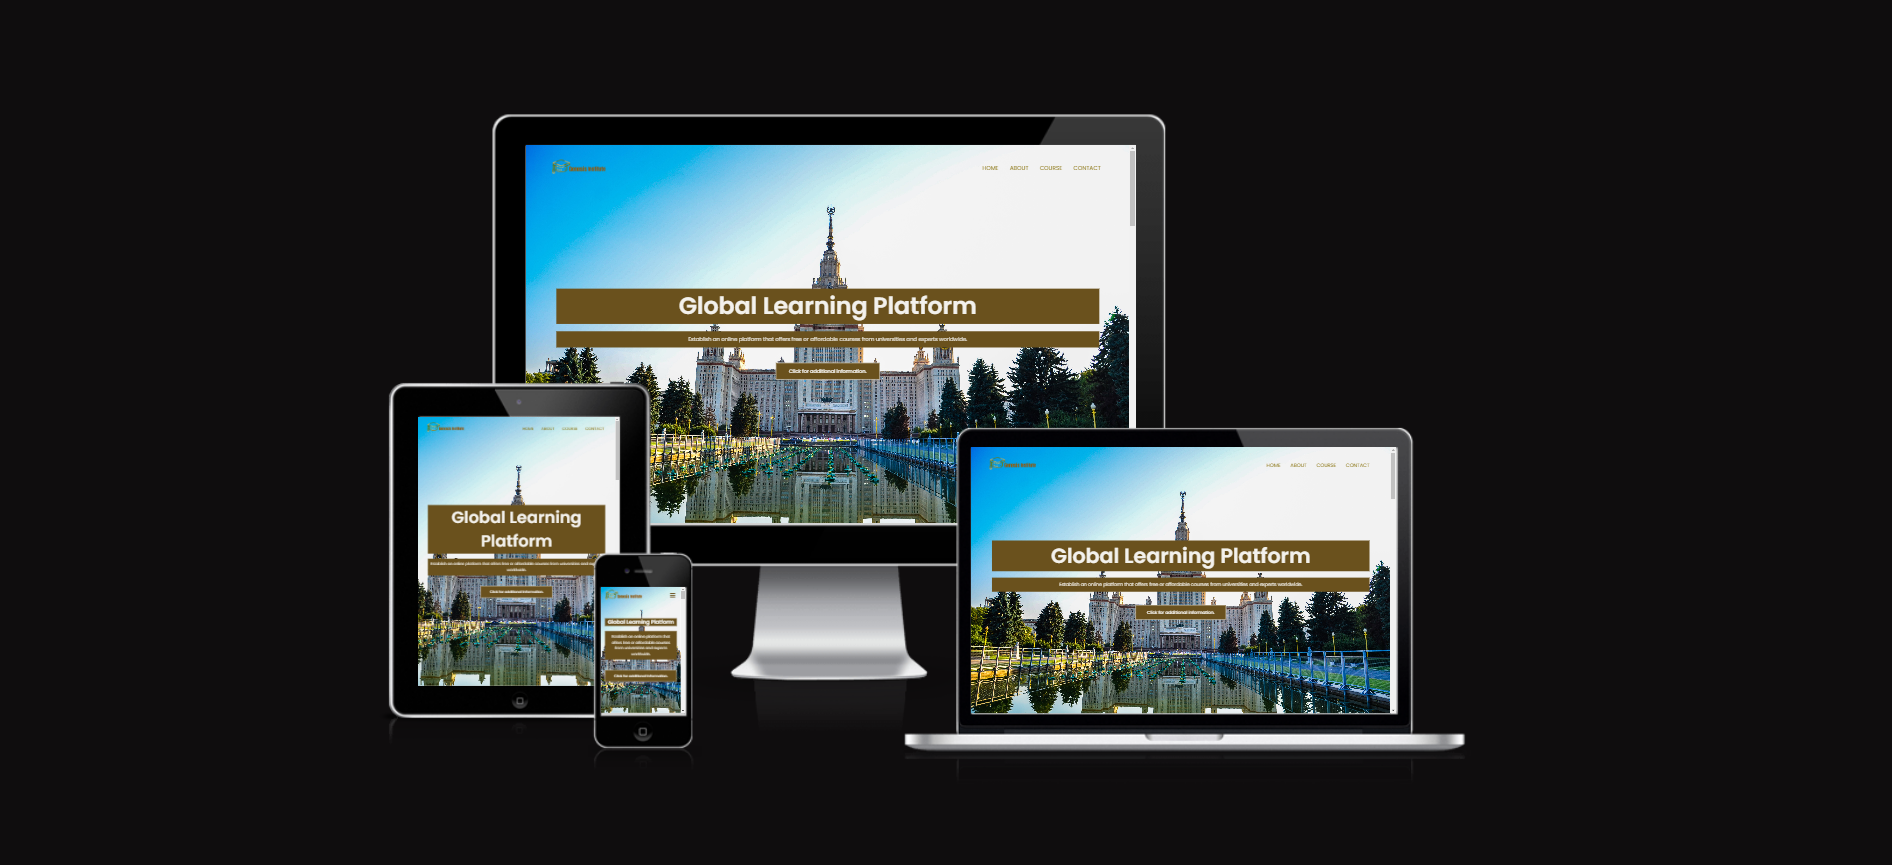 HOME ABOUT COURSE CONTACT
Global Learning Platform
Establish an online platform that offers free or affordable courses from universities and experts worldwide.
Click for additional information.
HOME ABOUT COURSE CONTACT
Global Learning
Platform
Establish an online platform that offers free or affordable courses from universities and
worldwide.
Click for additional information.
Global Learning Platform
Establish an online platform that
offers free or affordable courses
from universities and experts
worldwide.
Click for additional information.
HOME ABOUT COURSE CONTACT
Global Learning Platform
Establish an online platform that offers free or affordable courses from universities and experts worldwide.
Click for additional information.